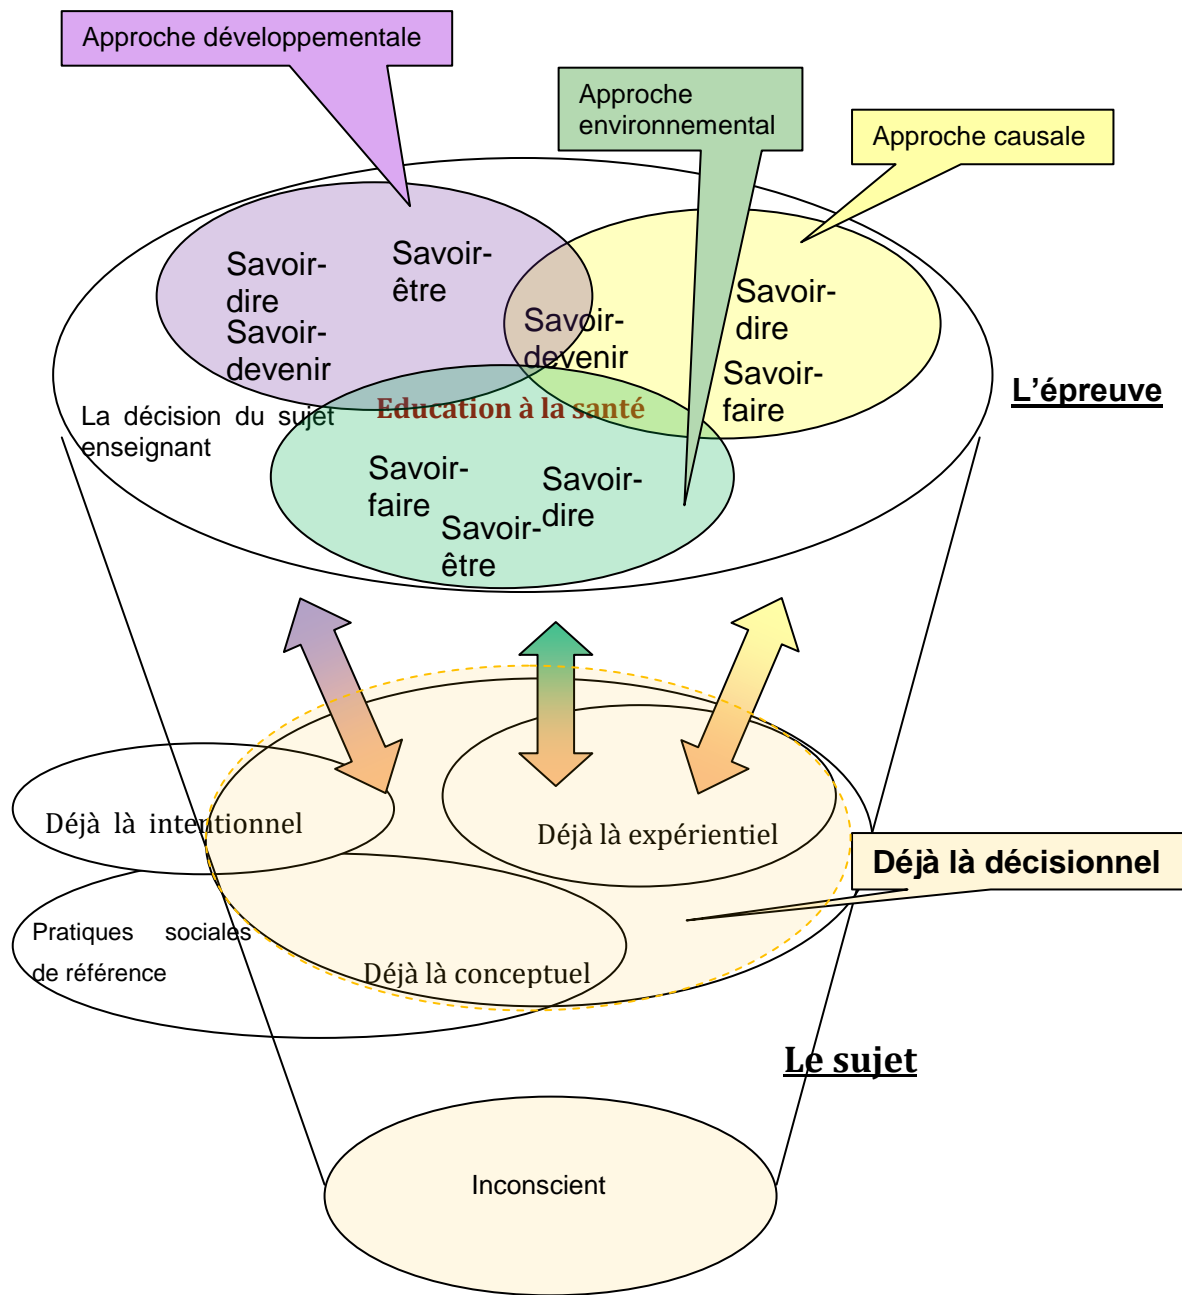 Approche développementale
Approche
environnemental
Approche causale
Savoir-
dire
Savoir-
être
Savoir-
devenir
Savoir-
devenir
Savoir-
dire
Savoir-
faire
L'épreuve
La décision du sujet
enseignant
Education à la santé
Savoir-
faire
Savoir-
dire
Savoir-
être
Déjà là intentionnel
Déjà là expérientiel
Déjà là décisionnel
Pratiques sociales
de référence
Déjà là conceptuel
Le sujet
Inconscient